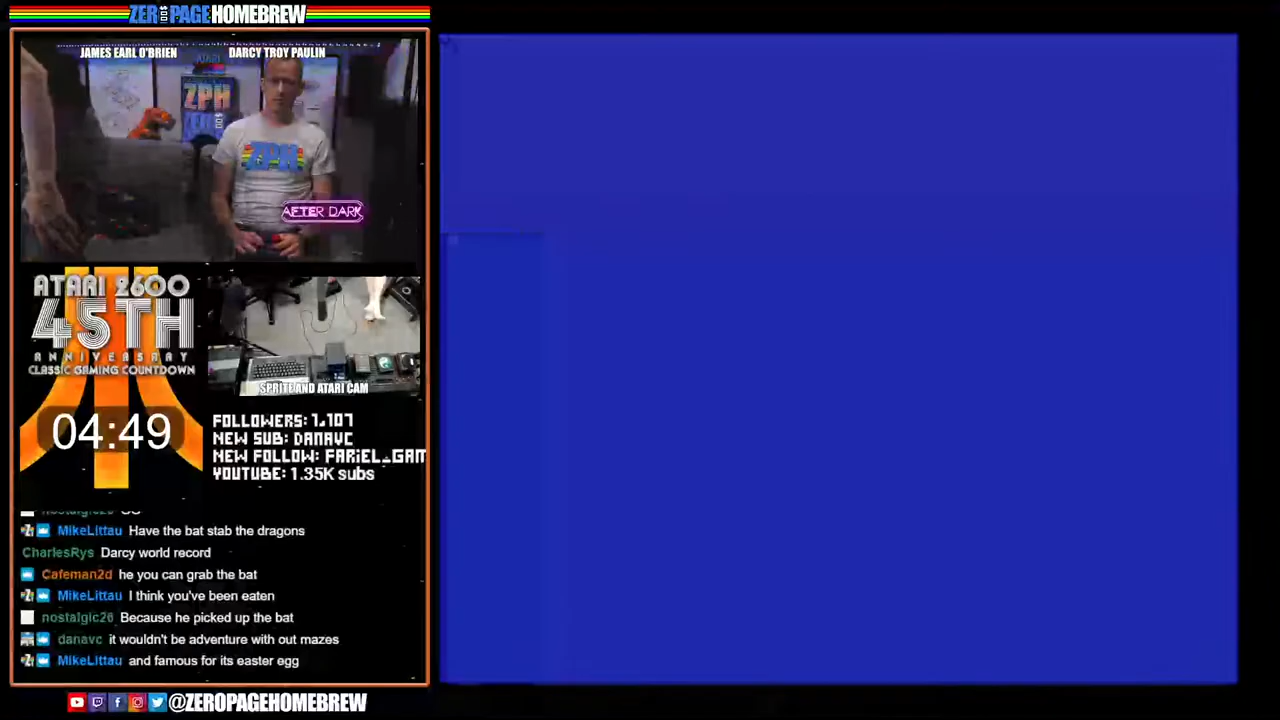 ZEROPAGEHOMEBREW
JAMES EARL O'BRIEN
DARCY TROY PAULIN
ATARI
ZPH
ZPH
AFTER DARK
ATARI 2600
45TH
ANNIVERSARY
CLASSIC GAMING COUNTDOWN
04:49
SPRITE AND ATARI CAM
FOLLOWERS: 1,107
NEW SUB: DANAVC
NEW FOLLOW: FARIEL_GAM
YOUTUBE: 1.35K subs
MikeLittau Have the bat stab the dragons
CharlesRys Darcy world record
Cafeman2d he you can grab the bat
MikeLittau I think you've been eaten
nostalgic26 Because he picked up the bat
danavc it wouldn't be adventure with out mazes
MikeLittau and famous for its easter egg
@ZEROPAGEHOMEBREW